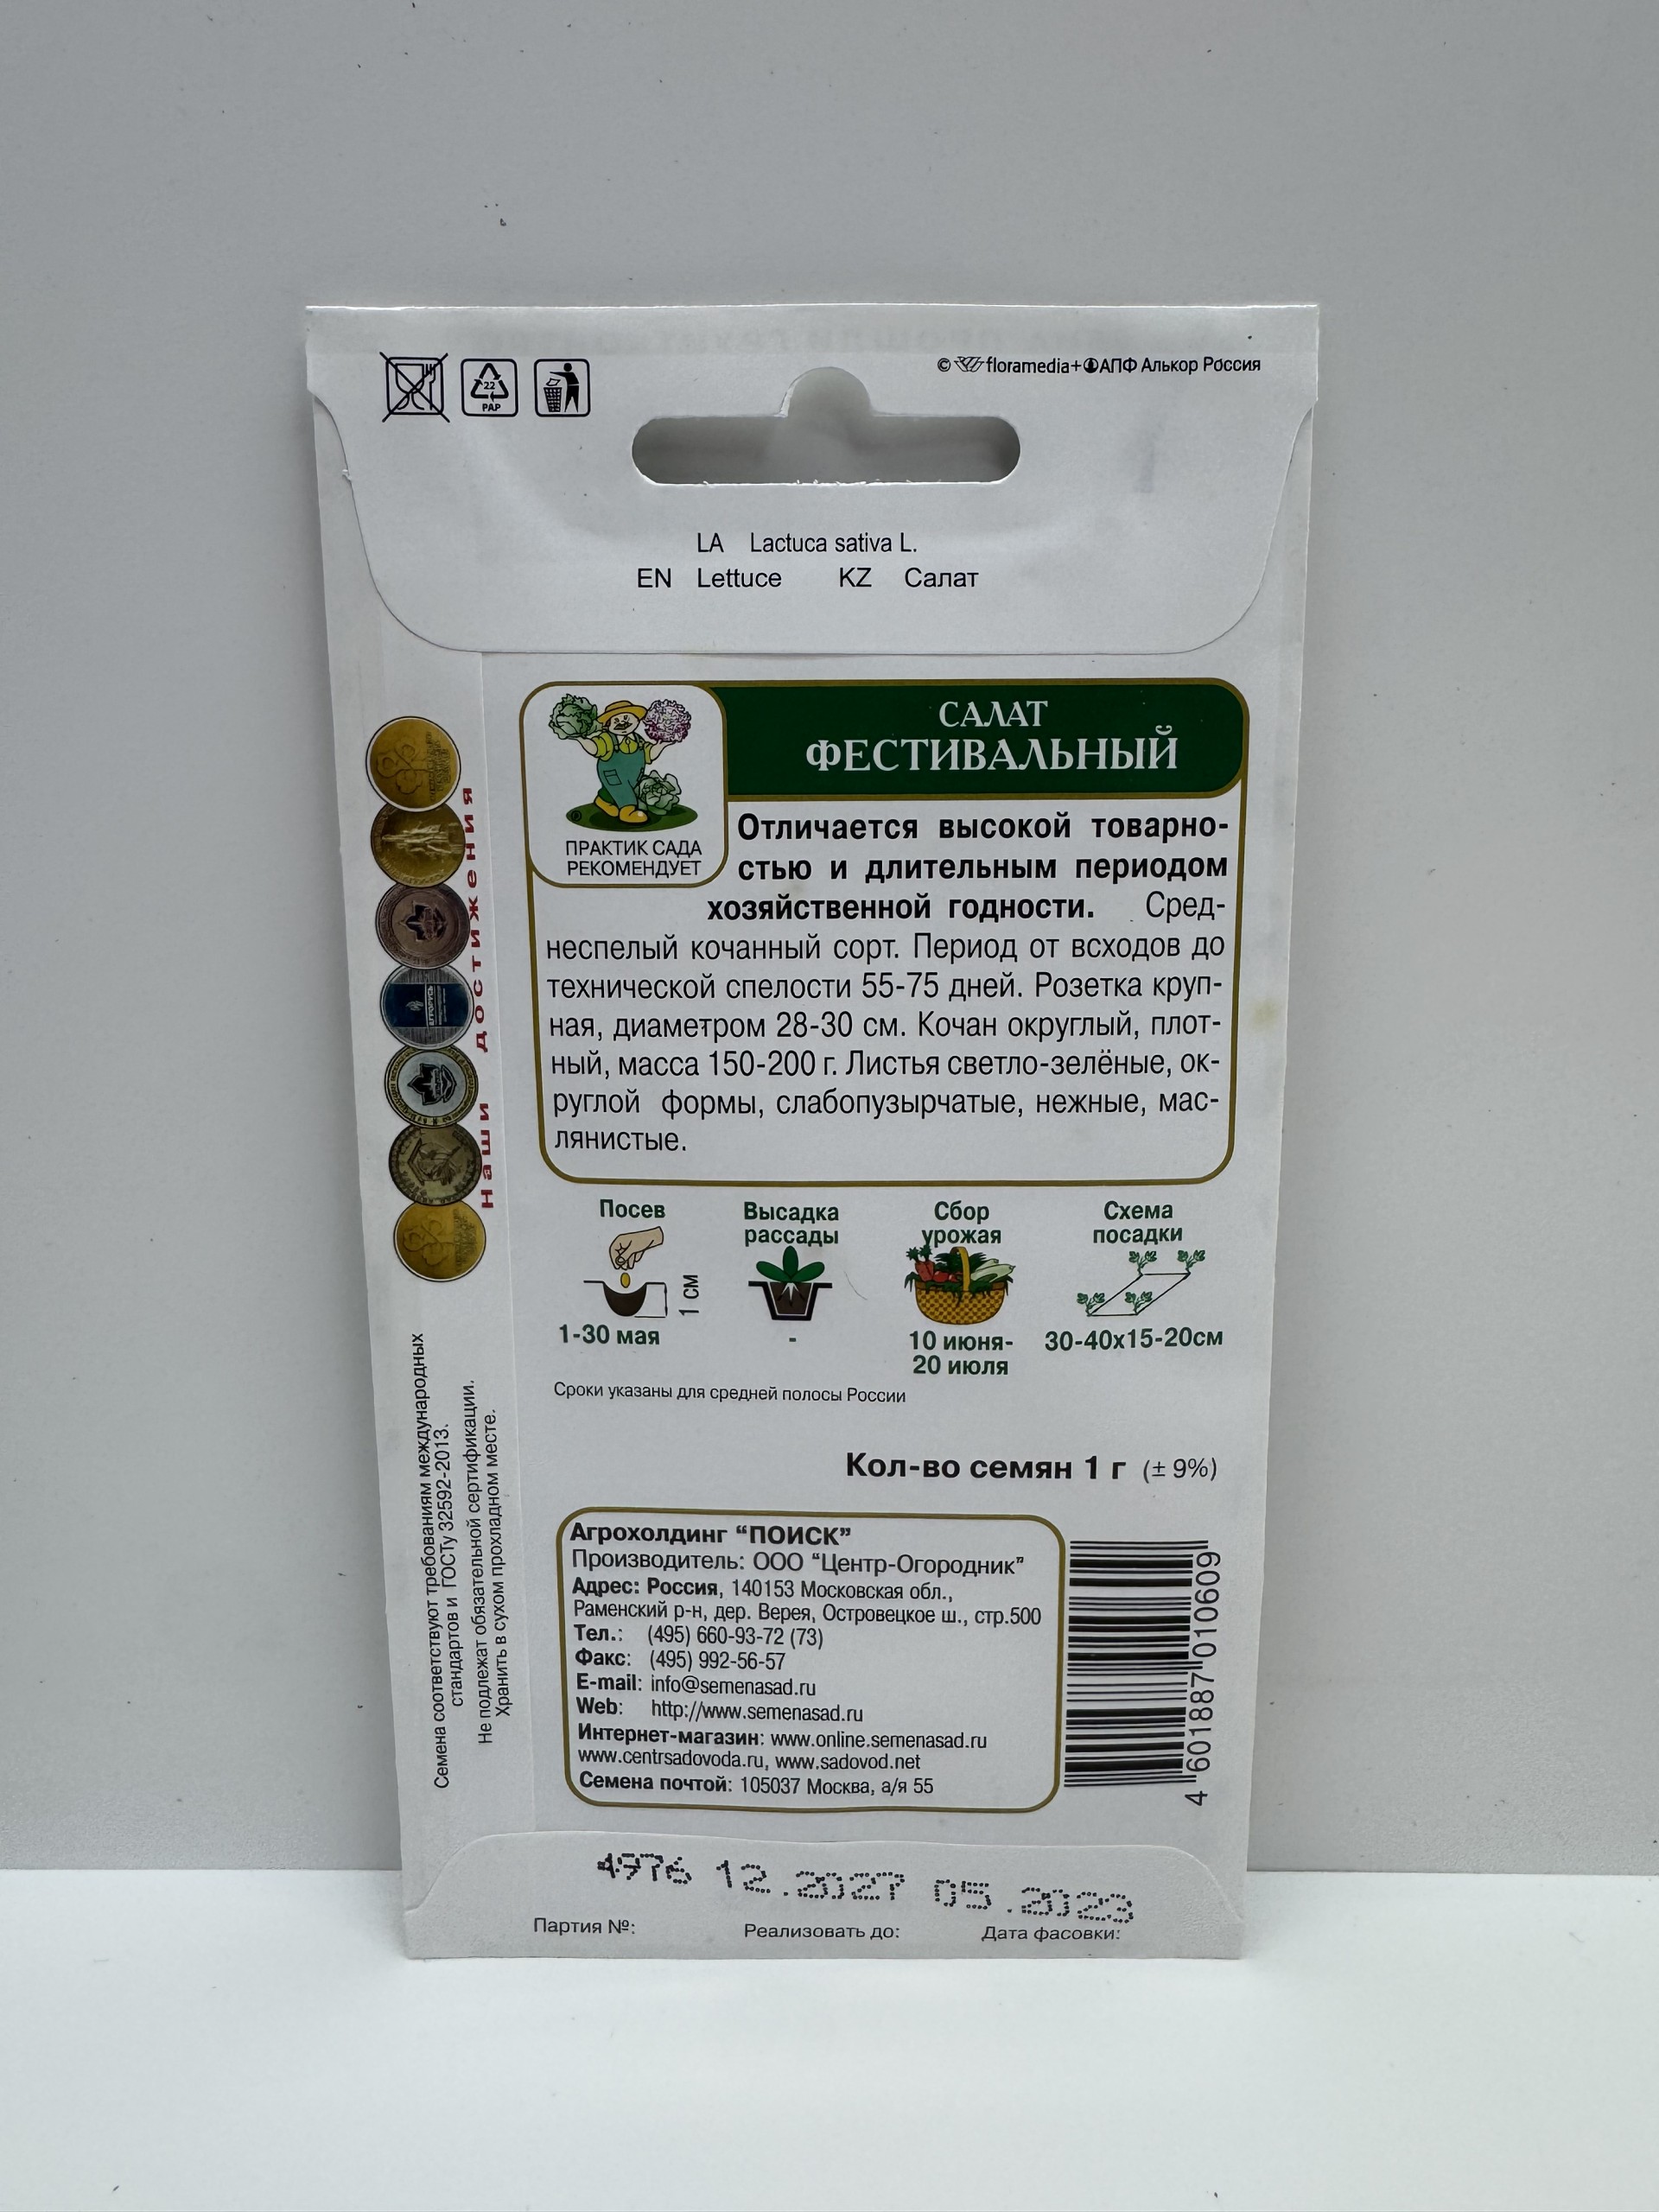 22
PAP
© floramedia+АПФ Алькор Россия
LA Lactuca sativa L.
EN Lettuce KZ Салат
САЛАТ
ФЕСТИВАЛЬНЫЙ
ПРАКТИК САДА
РЕКОМЕНДУЕТ
Отличается высокой товарно-
стью и длительным периодом
хозяйственной годности. Сред-
неспелый кочанный сорт. Период от всходов до
технической спелости 55-75 дней. Розетка круп-
ная, диаметром 28-30 см. Кочан округлый, плот-
ный, масса 150-200 г. Листья светло-зелёные, ок-
руглой формы, слабопузырчатые, нежные, мас-
лянистые.
наши достижения
Посев
1 см
1-30 мая
Высадка
рассады
-
Сбор
урожая
10 июня-
20 июля
Схема
посадки
30-40х15-20см
Сроки указаны для средней полосы России
Кол-во семян 1 г (± 9%)
Семена соответствуют требованиям международных
стандартов и ГОСТу 32592-2013.
Не подлежат обязательной сертификации.
Хранить в сухом прохладном месте.
Агрохолдинг “ПОИСК”
Производитель: ООО “Центр-Огородник”
Адрес: Россия, 140153 Московская обл.,
Раменский р-н, дер. Верея, Островецкое ш., стр.500
Тел.: (495) 660-93-72 (73)
Факс: (495) 992-56-57
E-mail: info@semenasad.ru
Web: http://www.semenasad.ru
Интернет-магазин: www.online.semenasad.ru
www.centrsadovoda.ru, www.sadovod.net
Семена почтой: 105037 Москва, а/я 55
4 601887 010609
4976 12.2027 05.2023
Партия №: Реализовать до: Дата фасовки: